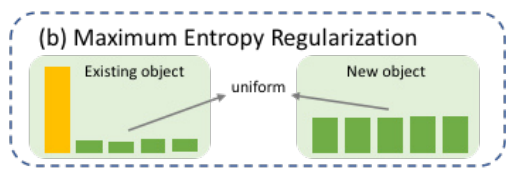 (b) Maximum Entropy Regularization
Existing object
uniform
New object